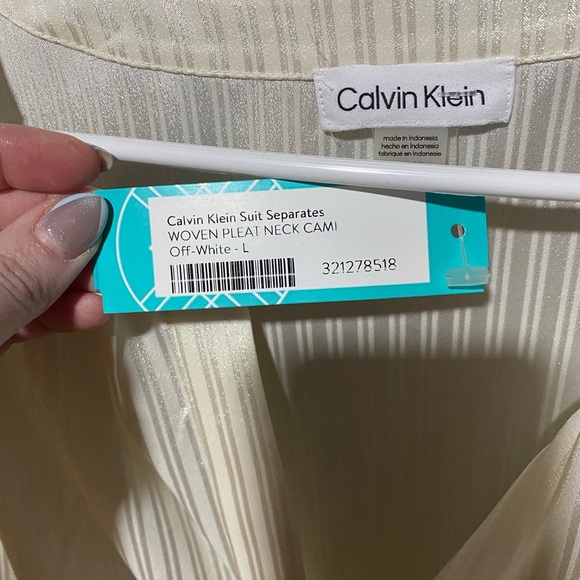 Calvin Klein
made in Indonesia
hecho en Indonesia
fabriqué en Indonesie
Calvin Klein Suit Separates
WOVEN PLEAT NECK CAMI
Off-White - L
321278518